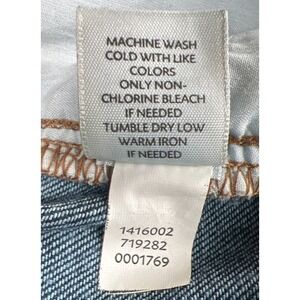 MACHINE WASH
COLD WITH LIKE
COLORS
ONLY NON-
CHLORINE BLEACH
IF NEEDED
TUMBLE DRY LOW
WARM IRON
IF NEEDED
1416002
719282
0001769